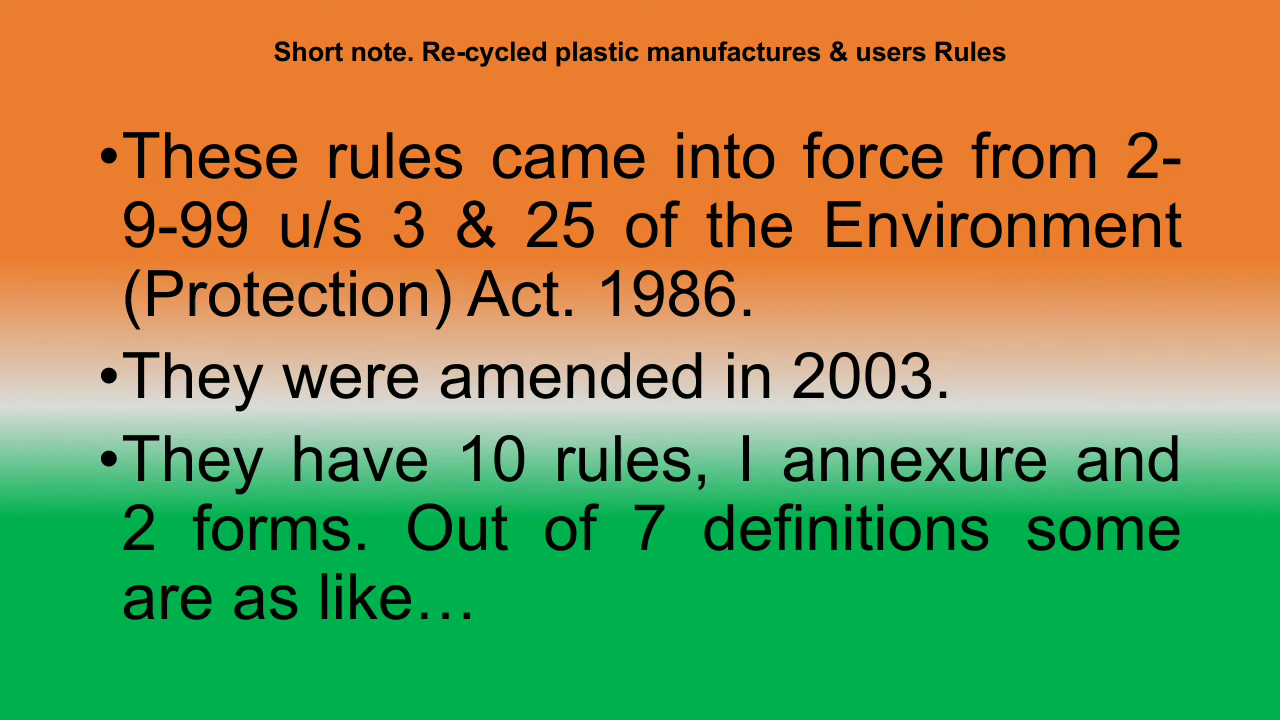 Short note. Re-cycled plastic manufactures & users Rules
•These rules came into force from 2-
9-99 u/s 3 & 25 of the Environment
(Protection) Act. 1986.
•They were amended in 2003.
•They have 10 rules, I annexure and
2 forms. Out of 7 definitions some
are as like…